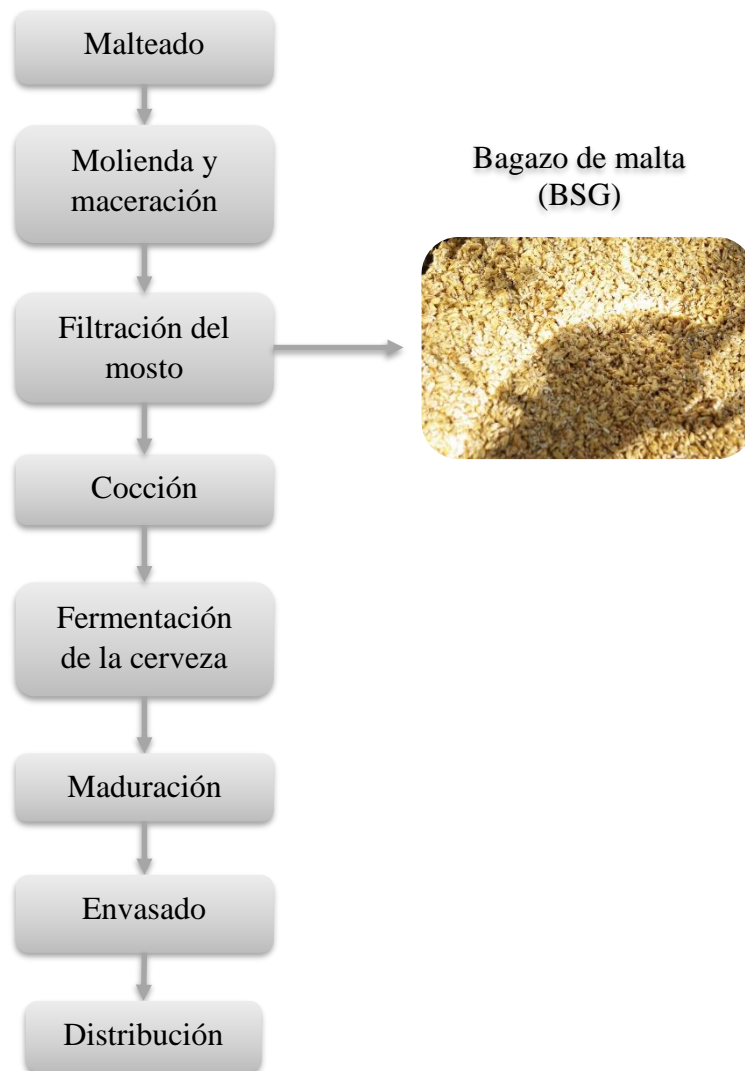 Malteado
Molienda y
maceración
Bagazo de malta
(BSG)
Filtración del
mosto
Cocción
Fermentación
de la cerveza
Maduración
Envasado
Distribución